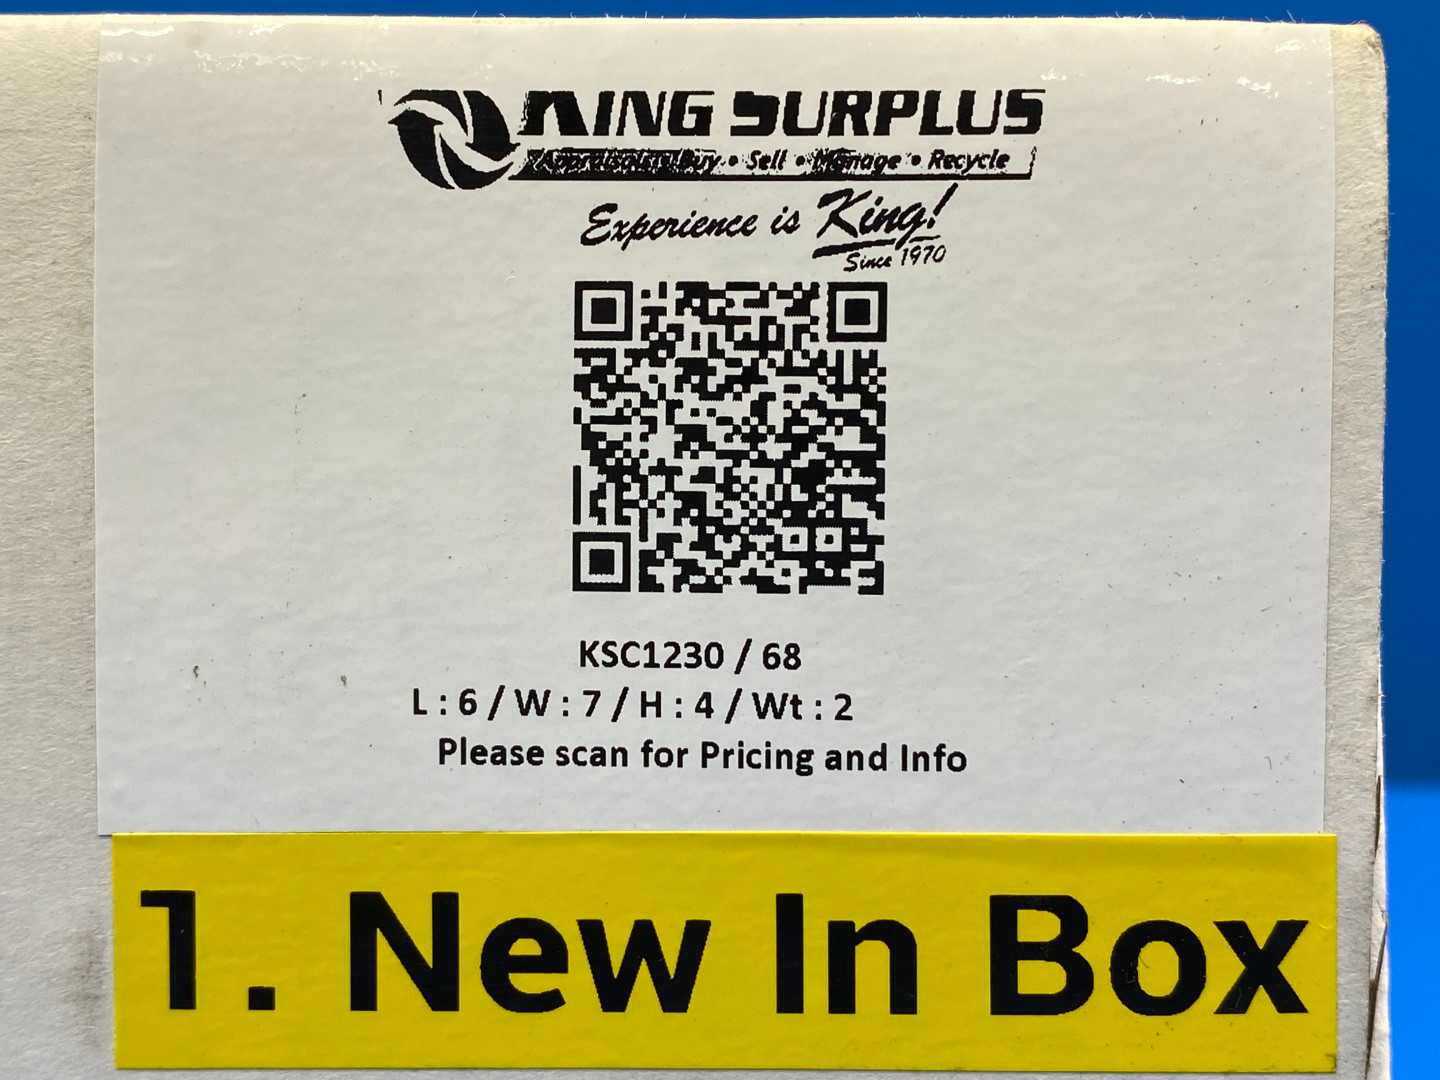 KING SURPLUS
Appraisals • Buy • Sell • Manage • Recycle
Experience is King!
Since 1970
KSC1230 / 68
L : 6 / W : 7 / H : 4 / Wt : 2
Please scan for Pricing and Info
1. New In Box